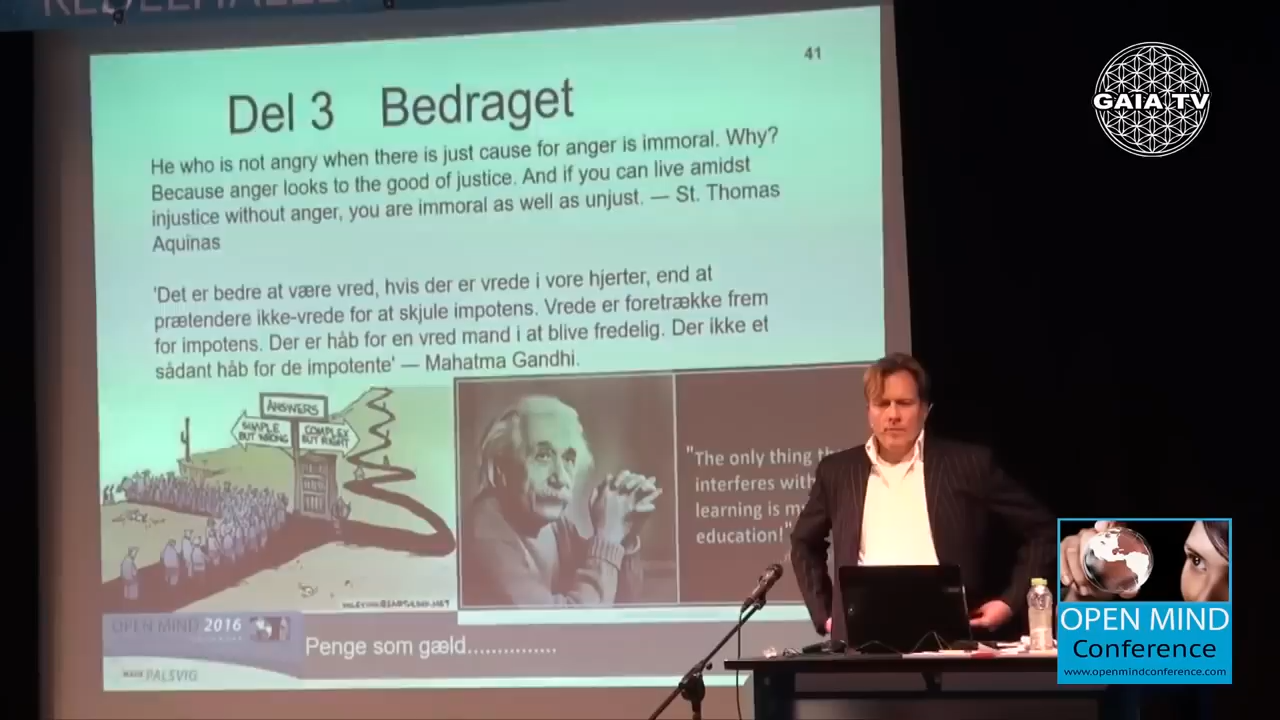 41
GAIA.TV
Del 3 Bedraget
He who is not angry when there is just cause for anger is immoral. Why?
Because anger looks to the good of justice. And if you can live amidst
injustice without anger, you are immoral as well as unjust. — St. Thomas
Aquinas
'Det er bedre at være vred, hvis der er vrede i vore hjerter, end at
prætendere ikke-vrede for at skjule impotens. Vrede er foretrække frem
for impotens. Der er håb for en vred mand i at blive fredelig. Der ikke et
sådant håb for de impotente' — Mahatma Gandhi.
ANSWERS
SIMPLE
BUT WRONG
COMPLEX
BUT RIGHT
"The only thing
interferes with
learning is
education!"
OPEN MIND 2016
Penge som gæld...............
PALSVIG
OPEN MIND
Conference
www.openmindconference.com